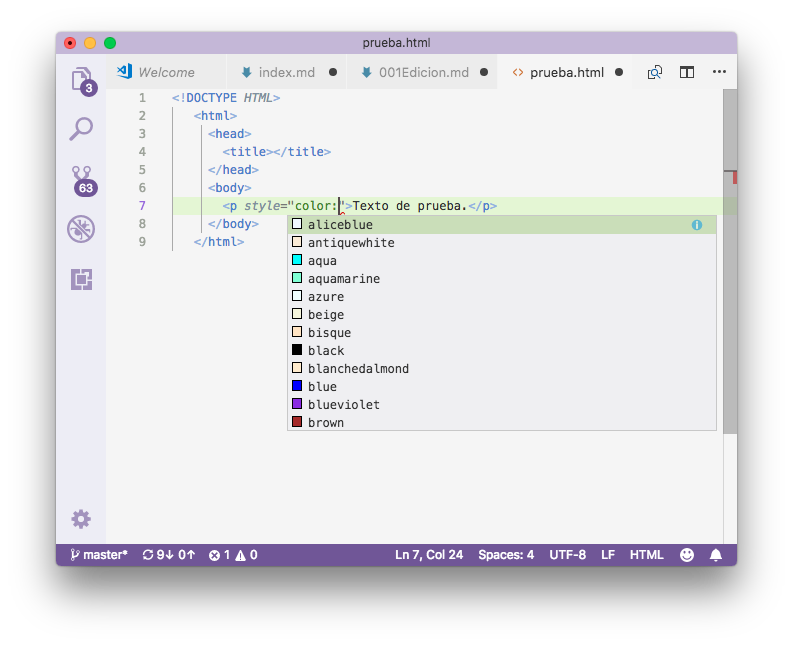 prueba.html
Welcome index.md 001Edicion.md prueba.html
3
63
1 <!DOCTYPE HTML>
2 <html>
3 <head>
4 <title></title>
5 </head>
6 <body>
7 <p style="color:">Texto de prueba.</p>
8 </body>
9 </html>
aliceblue
antiquewhite
aqua
aquamarine
azure
beige
bisque
black
blanchedalmond
blue
blueviolet
brown
master* 9↓ 0↑ 1 0 Ln 7, Col 24 Spaces: 4 UTF-8 LF HTML